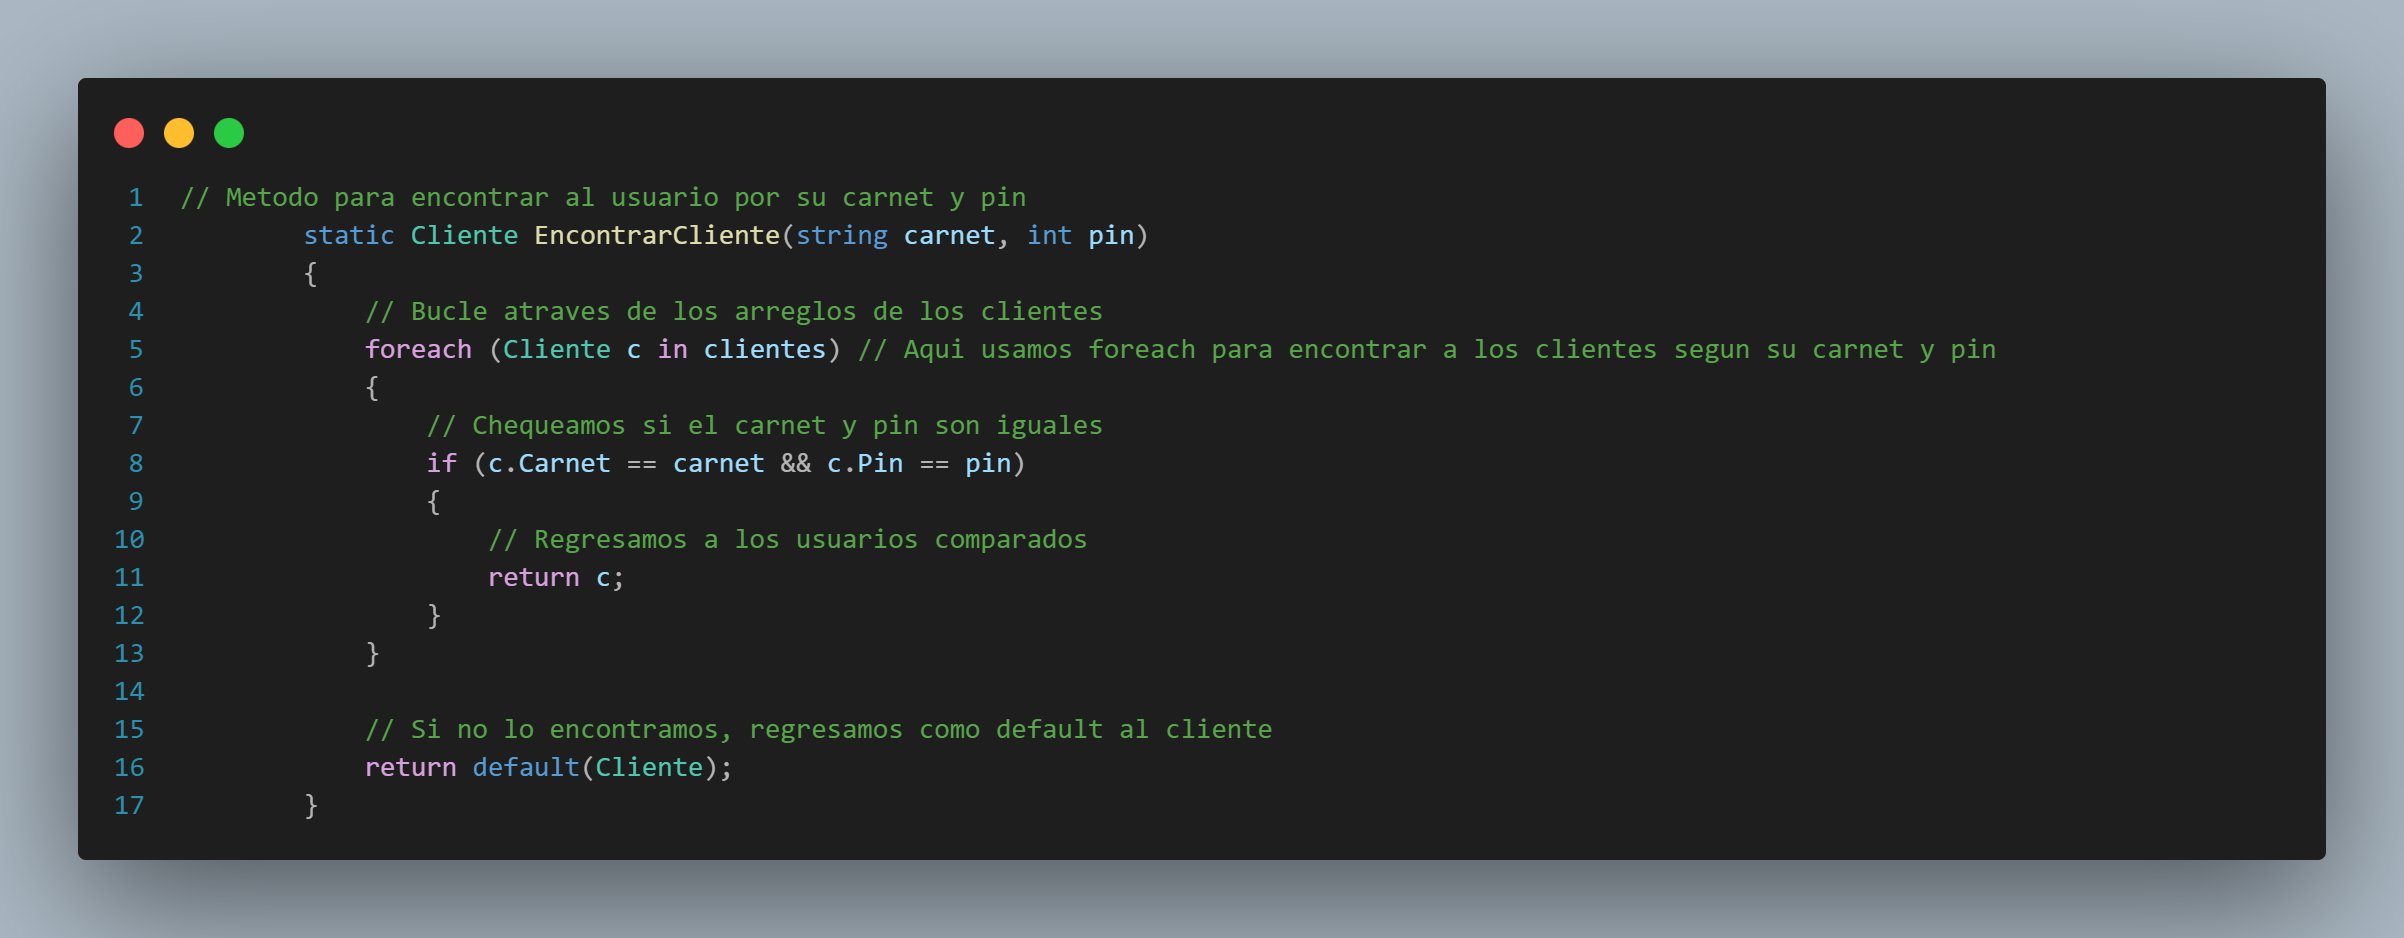 1 // Metodo para encontrar al usuario por su carnet y pin
2         static Cliente EncontrarCliente(string carnet, int pin)
3         {
4             // Bucle atraves de los arreglos de los clientes
5             foreach (Cliente c in clientes) // Aqui usamos foreach para encontrar a los clientes segun su carnet y pin
6             {
7                 // Chequeamos si el carnet y pin son iguales
8                 if (c.Carnet == carnet && c.Pin == pin)
9                 {
10                     // Regresamos a los usuarios comparados
11                     return c;
12                 }
13             }
14
15             // Si no lo encontramos, regresamos como default al cliente
16             return default(Cliente);
17         }